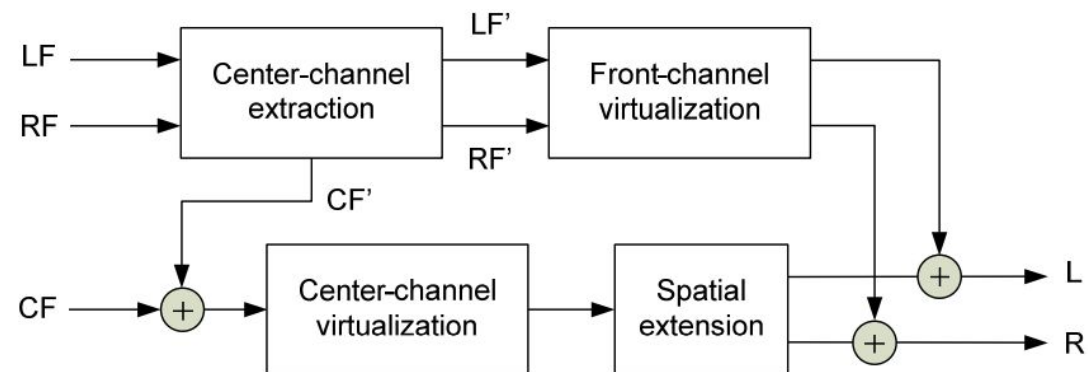 LF
RF
Center-channel
extraction
LF’
RF’
CF’
Front-channel
virtualization
CF
+
Center-channel
virtualization
Spatial
extension
+
+
L
R